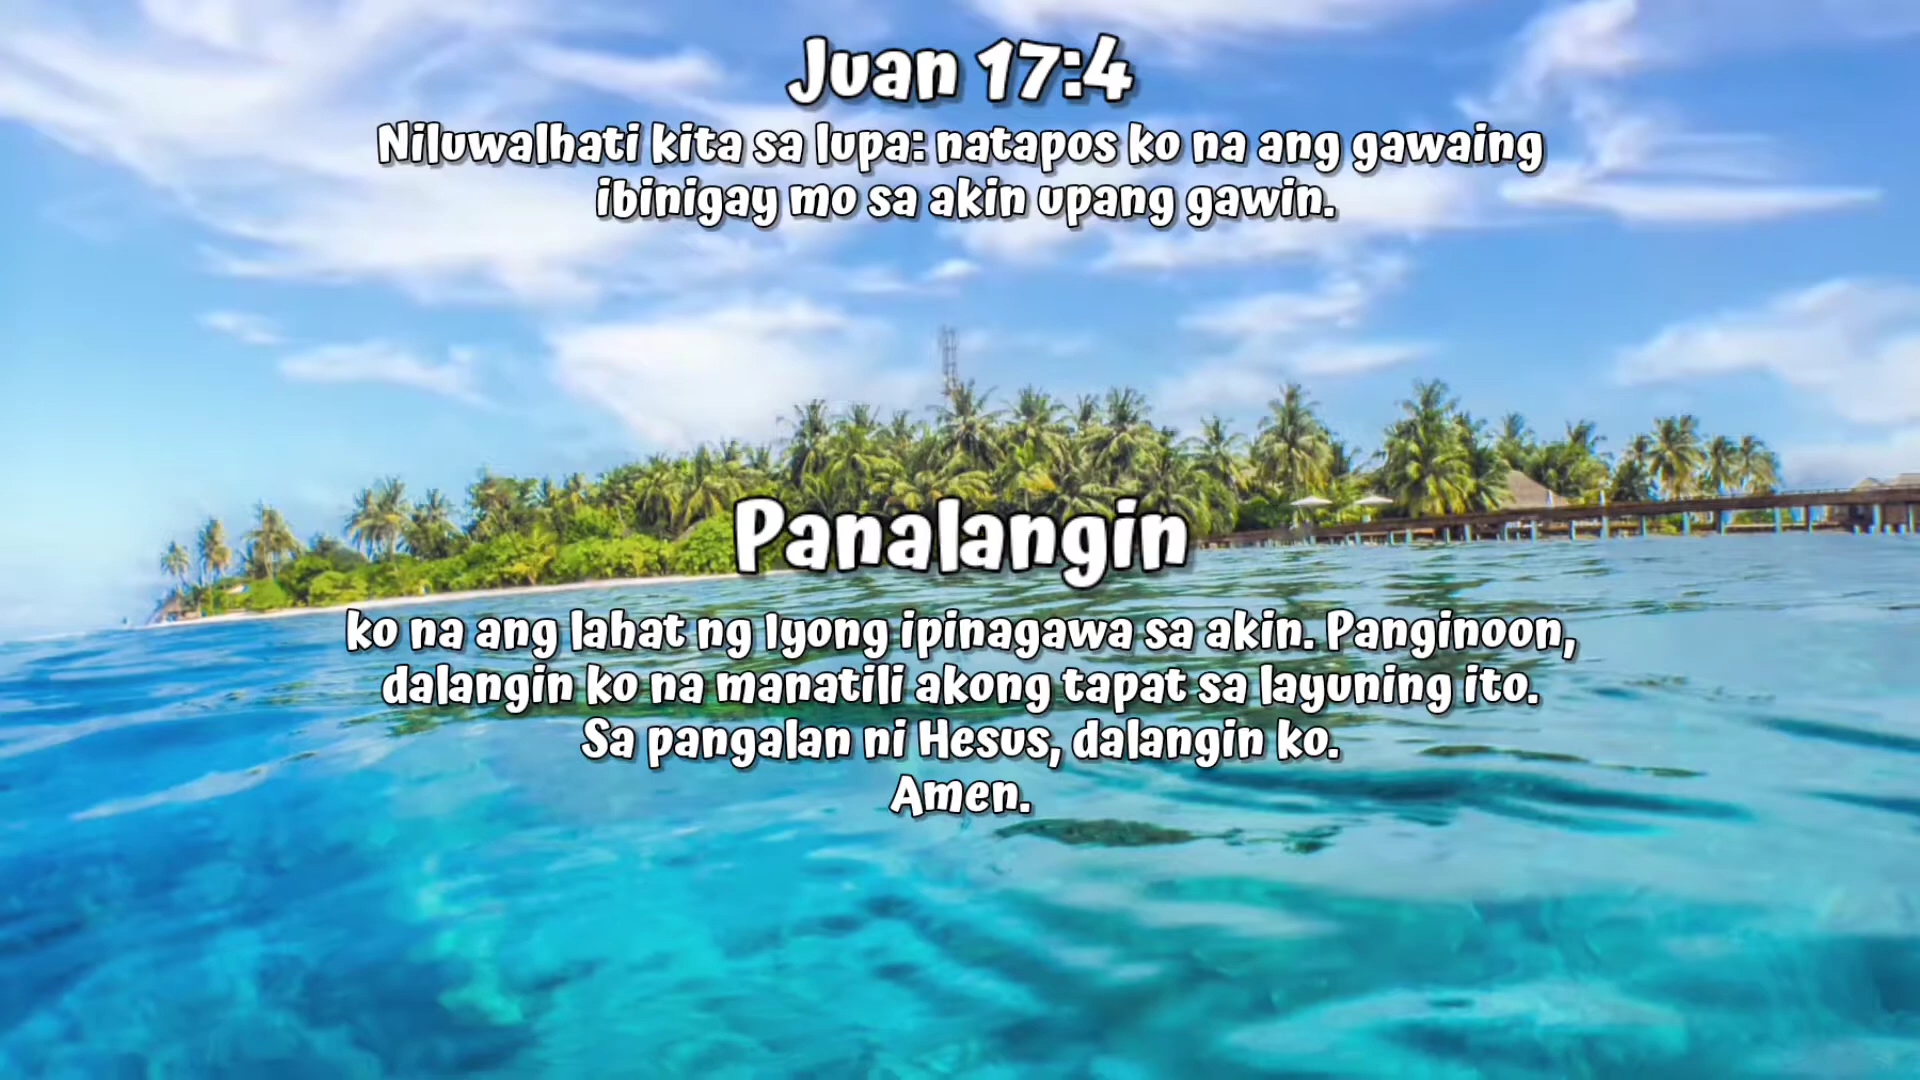 Juan 17:4
Niluwalhati kita sa lupa: natapos ko na ang gawaing
ibinigay mo sa akin upang gawin.
Panalangin
ko na ang lahat ng Iyong ipinagawa sa akin. Panginoon,
dalangin ko na manatili akong tapat sa layuning ito.
Sa pangalan ni Hesus, dalangin ko.
Amen.